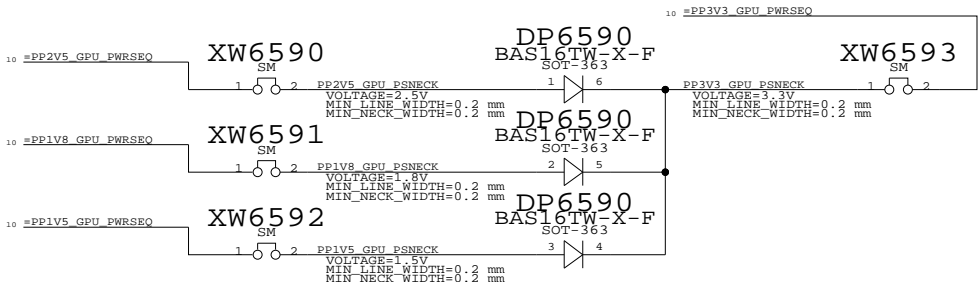 10 =PP3V3_GPU_PWRSEQ
10 =PP2V5_GPU_PWRSEQ
XW6590
SM
1 2
PP2V5_GPU_PSNECK
VOLTAGE=2.5V
MIN_LINE_WIDTH=0.2 mm
MIN_NECK_WIDTH=0.2 mm
DP6590
BAS16TW-X-F
SOT-363
1 6
PP3V3_GPU_PSNECK
VOLTAGE=3.3V
MIN_LINE_WIDTH=0.2 mm
MIN_NECK_WIDTH=0.2 mm
XW6593
SM
1 2
10 =PP1V8_GPU_PWRSEQ
XW6591
SM
1 2
PP1V8_GPU_PSNECK
VOLTAGE=1.8V
MIN_LINE_WIDTH=0.2 mm
MIN_NECK_WIDTH=0.2 mm
DP6590
BAS16TW-X-F
SOT-363
2 5
10 =PP1V5_GPU_PWRSEQ
XW6592
SM
1 2
PP1V5_GPU_PSNECK
VOLTAGE=1.5V
MIN_LINE_WIDTH=0.2 mm
MIN_NECK_WIDTH=0.2 mm
DP6590
BAS16TW-X-F
SOT-363
3 4